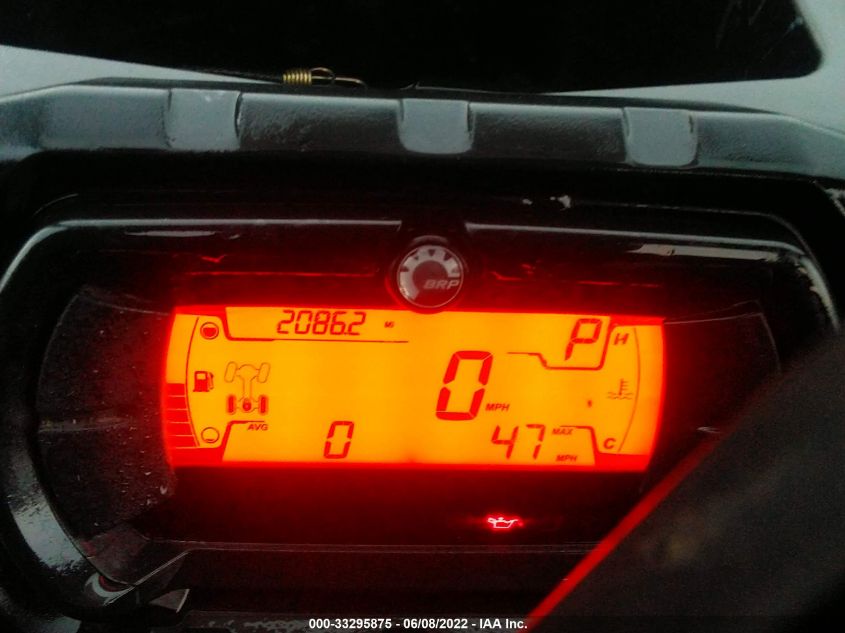 BRP
2086.2 MI
P
H
0 MPH
AVG 0
47 MAX MPH
C
000-33295875 - 06/08/2022 - IAA Inc.